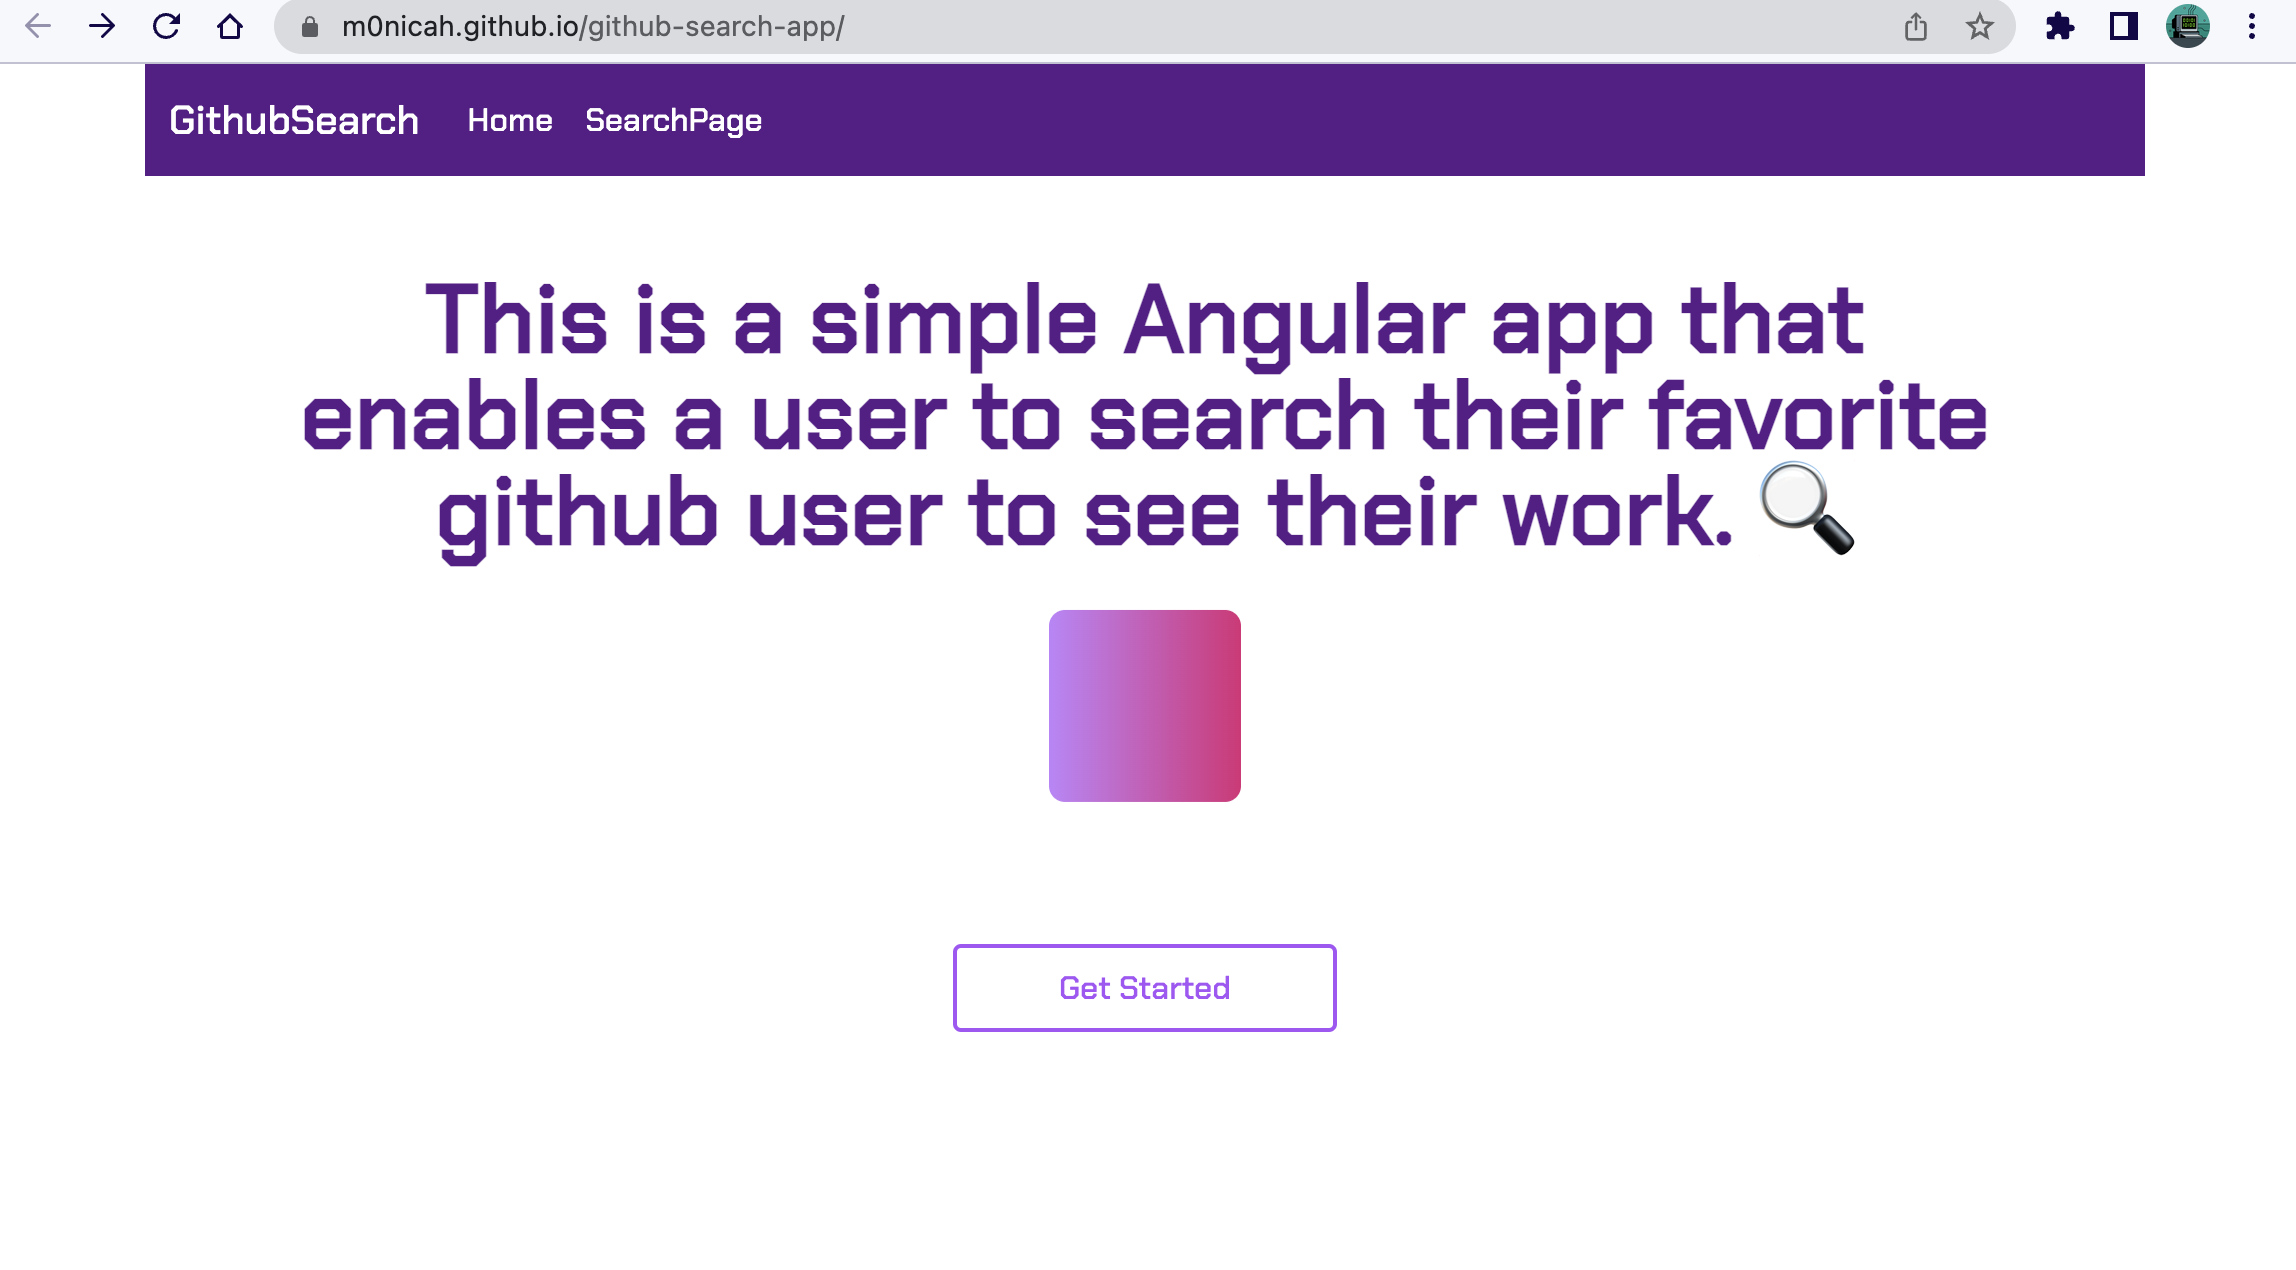 m0nicah.github.io/github-search-app/
GithubSearch Home SearchPage
This is a simple Angular app that
enables a user to search their favorite
github user to see their work. 🔍
Get Started